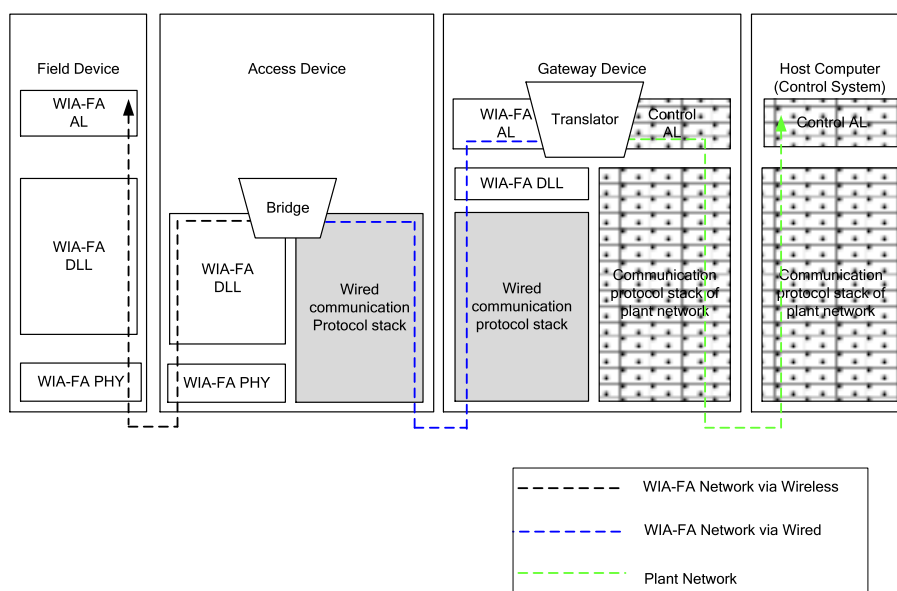 Field Device
WIA-FA
AL
WIA-FA
DLL
WIA-FA PHY
Access Device
Bridge
WIA-FA
DLL
WIA-FA PHY
Wired
communication
Protocol stack
Gateway Device
WIA-FA
AL
Translator
Control
AL
WIA-FA DLL
Wired
communication
protocol stack
Communication
protocol stack of
plant network
Host Computer
(Control System)
Control AL
Communication
protocol stack of
plant network
WIA-FA Network via Wireless
WIA-FA Network via Wired
Plant Network